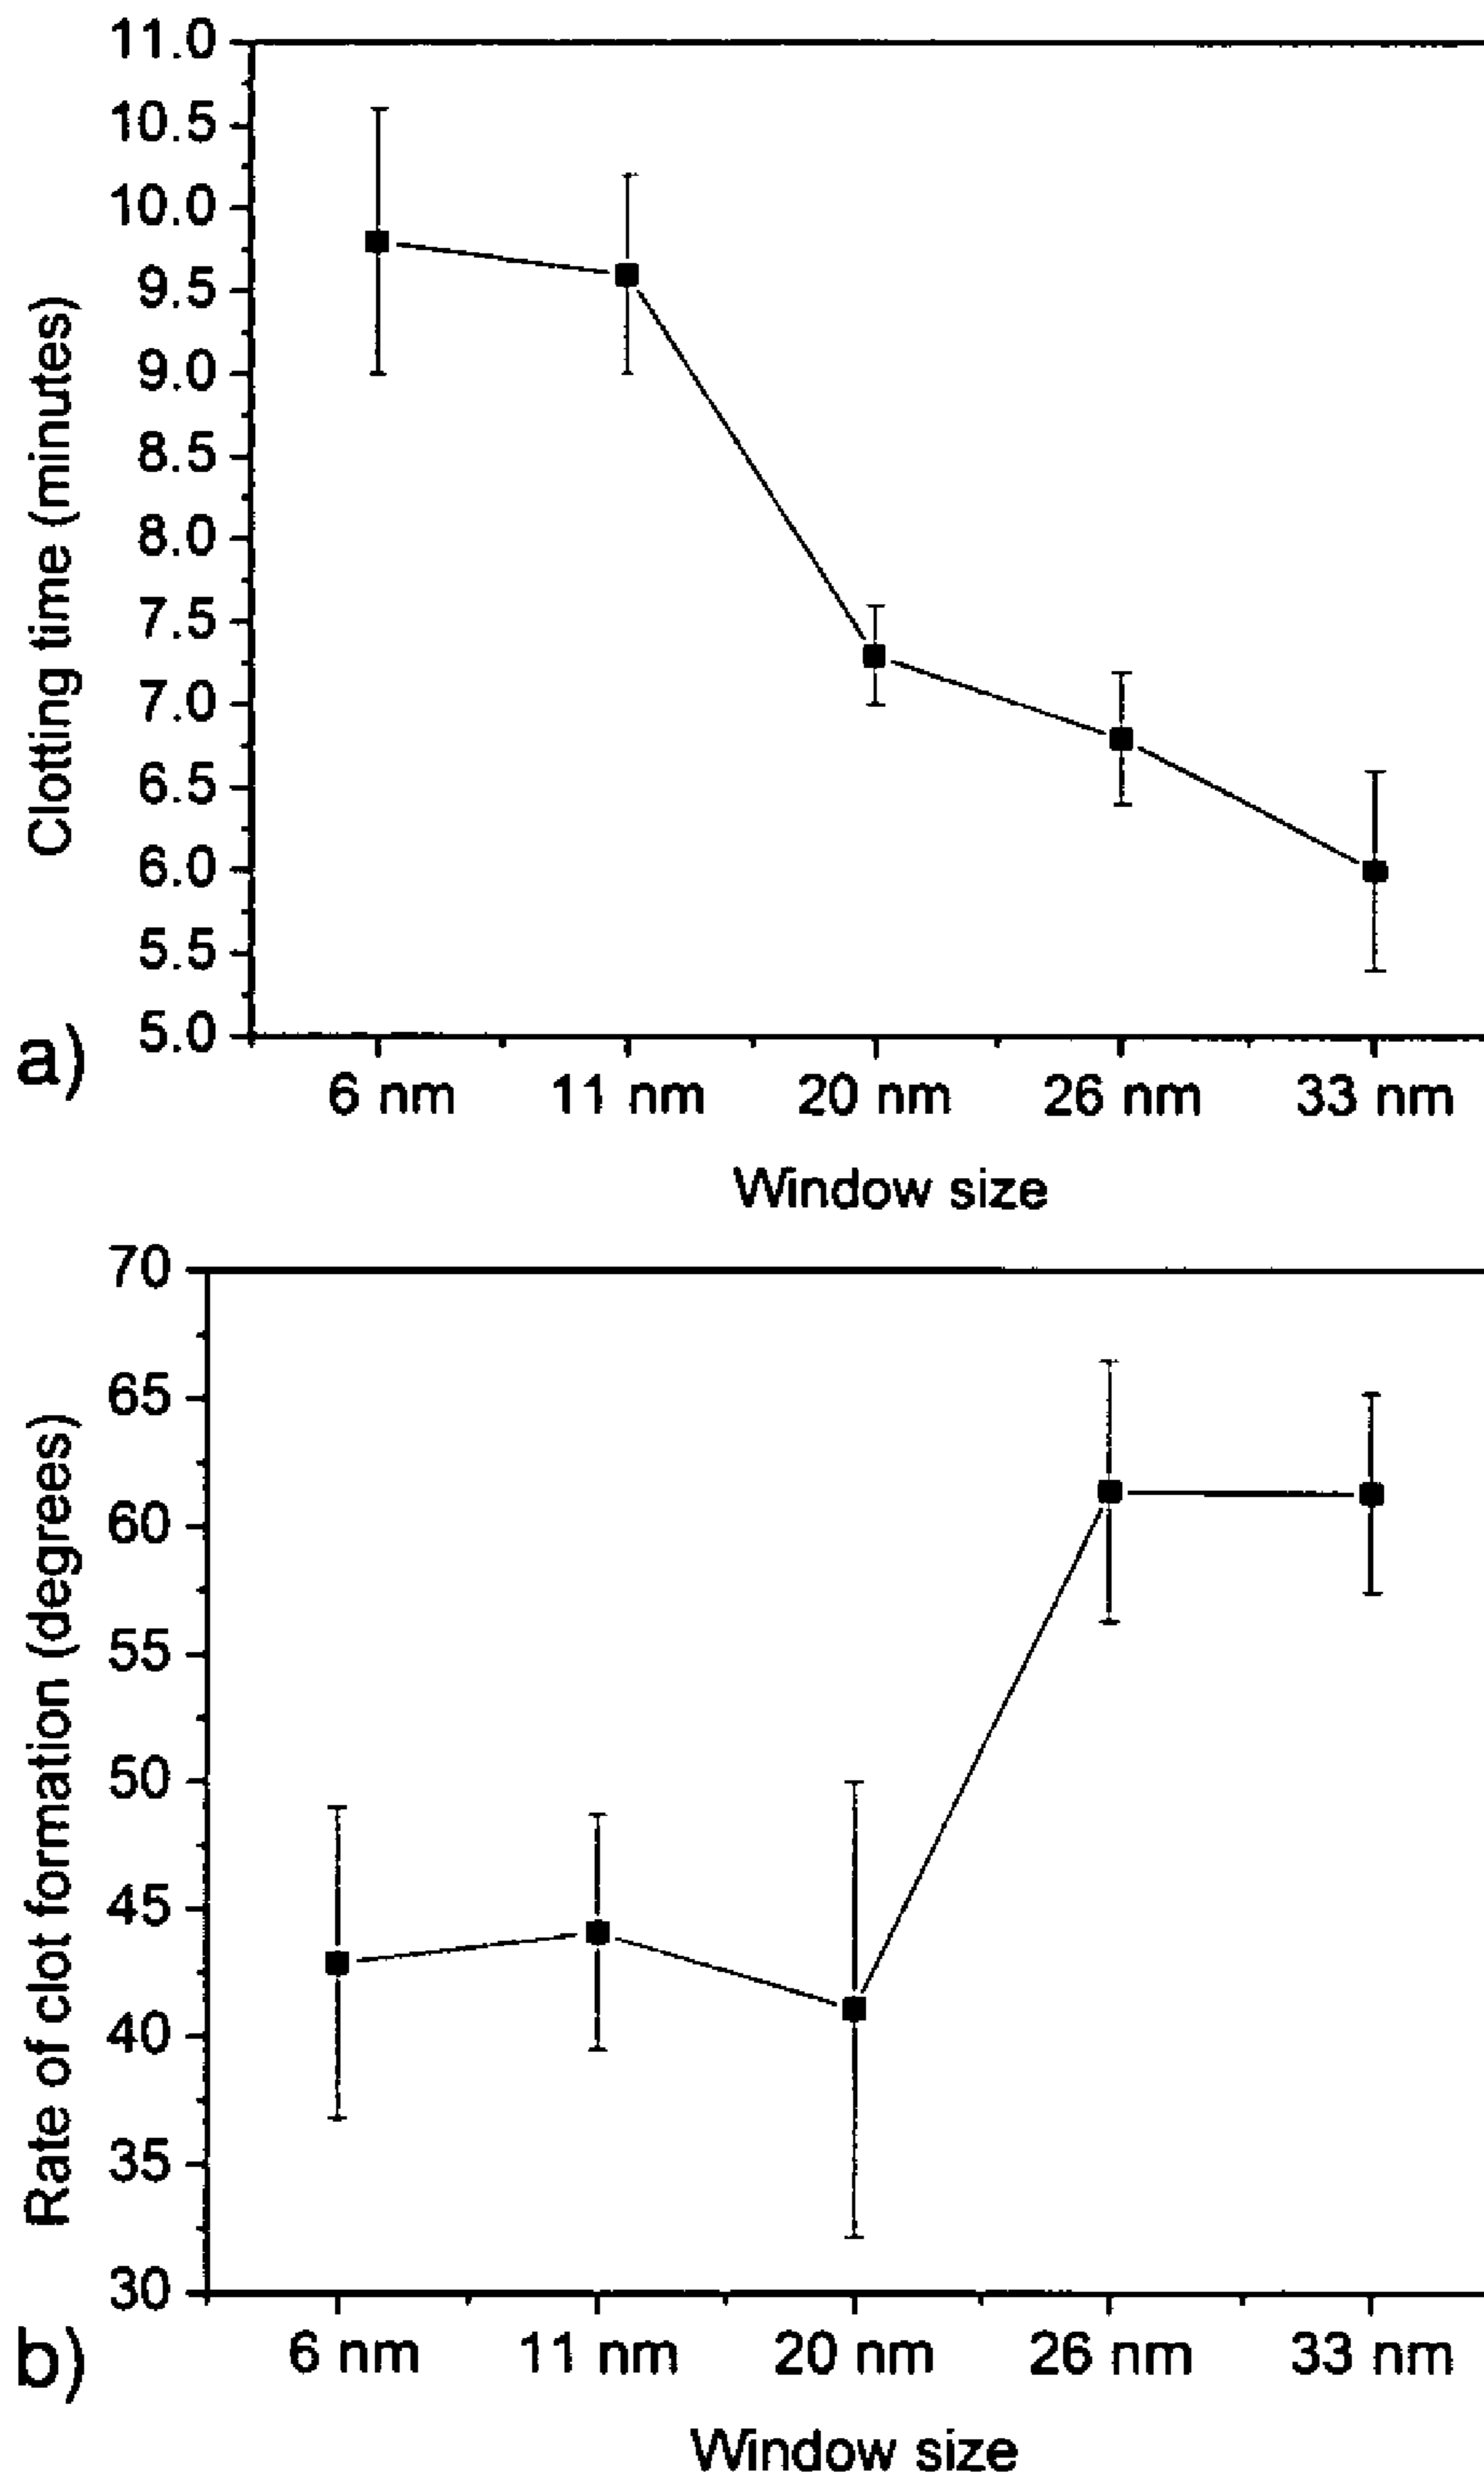 11.0
10.5
10.0
9.5
9.0
8.5
8.0
7.5
7.0
6.5
6.0
5.5
5.0
Clotting time (minutes)
a)
6 nm 11 nm 20 nm 26 nm 33 nm
Window size
70
65
60
55
50
45
40
35
30
Rate of clot formation (degrees)
b)
6 nm 11 nm 20 nm 26 nm 33 nm
Window size